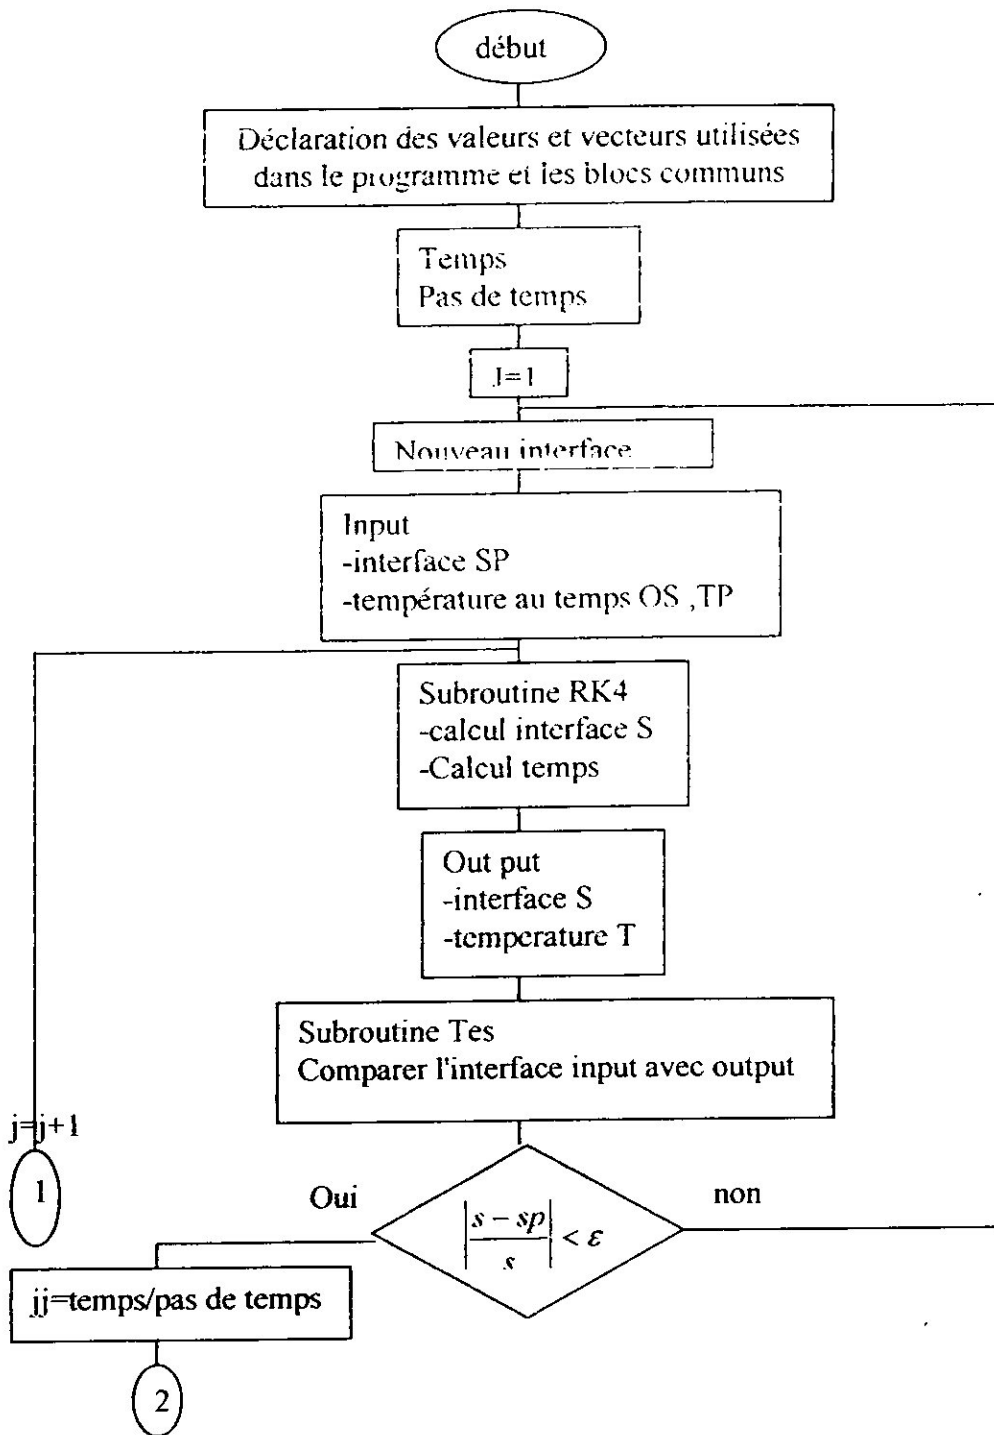 début
Déclaration des valeurs et vecteurs utilisées
dans le programme et les blocs communs
Temps
Pas de temps
J=1
Nouveau interface
Input
-interface SP
-température au temps OS ,TP
Subroutine RK4
-calcul interface S
-Calcul temps
Out put
-interface S
-temperature T
Subroutine Tes
Comparer l'interface input avec output
j=j+1
1
Oui
|s - sp / s| < ε
non
jj=temps/pas de temps
2